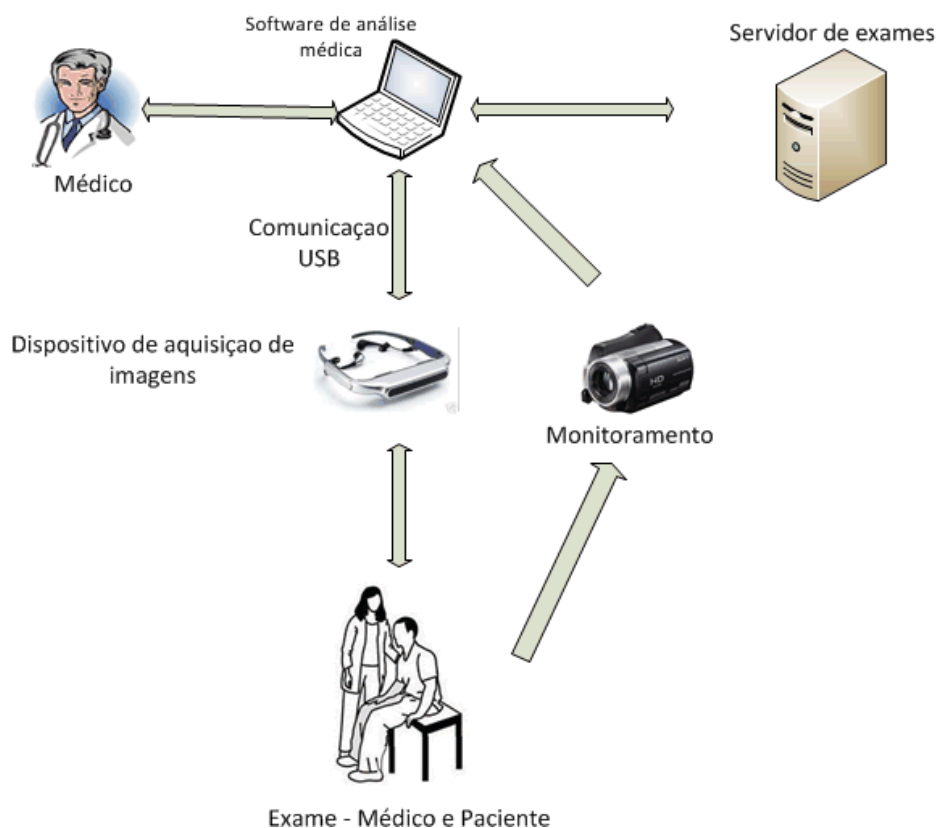 Software de análise
médica
Servidor de exames
Médico
Comunicaçao
USB
Dispositivo de aquisiçao de
imagens
HD
Monitoramento
Exame - Médico e Paciente